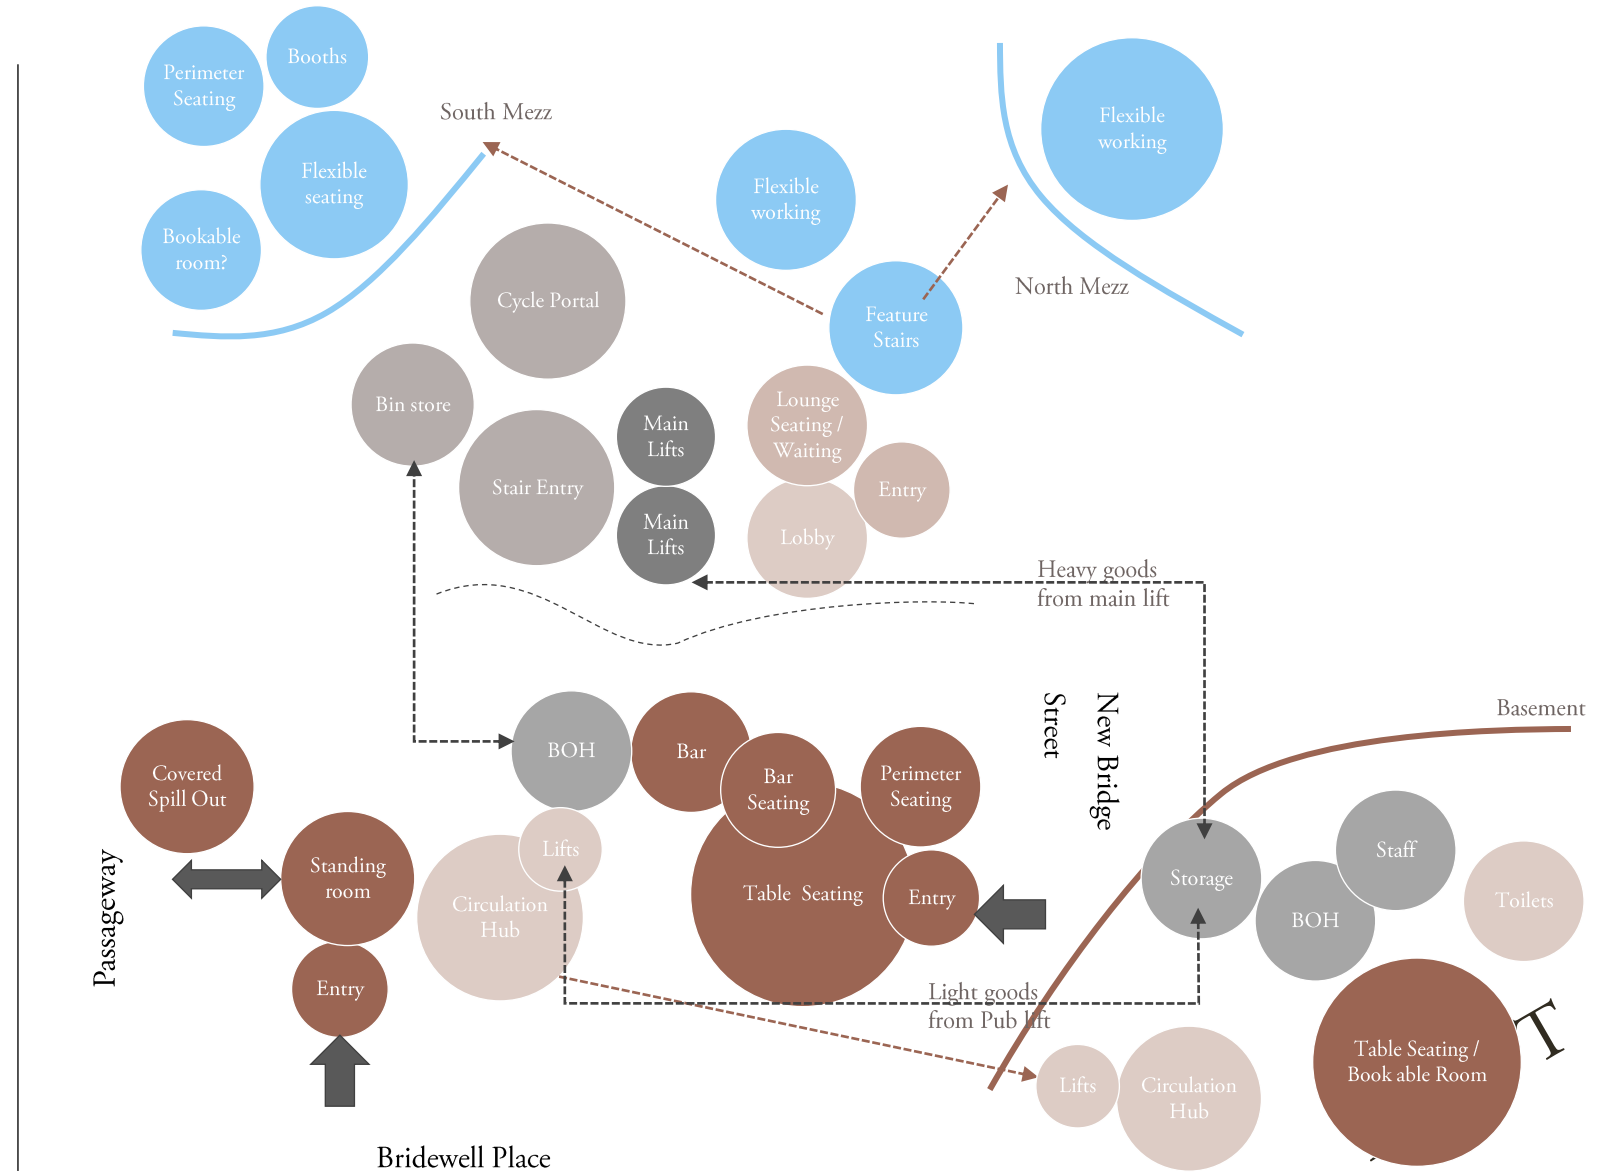 Booths
Perimeter
Seating
South Mezz
Flexible
working
Flexible
seating
Flexible
working
Bookable
room?
North Mezz
Cycle Portal
Feature
Stairs
Bin store
Main
Lifts
Lounge
Seating /
Waiting
Stair Entry
Entry
Main
Lifts
Lobby
Heavy goods
from main lift
New Bridge
Street
Basement
BOH
Bar
Bar
Seating
Perimeter
Seating
Covered
Spill Out
Standing
room
Lifts
Circulation
Hub
Table Seating
Entry
Storage
Staff
BOH
Toilets
Passageway
Entry
Light goods
from Pub lift
Lifts
Circulation
Hub
Table Seating /
Book able Room
T
Bridewell Place